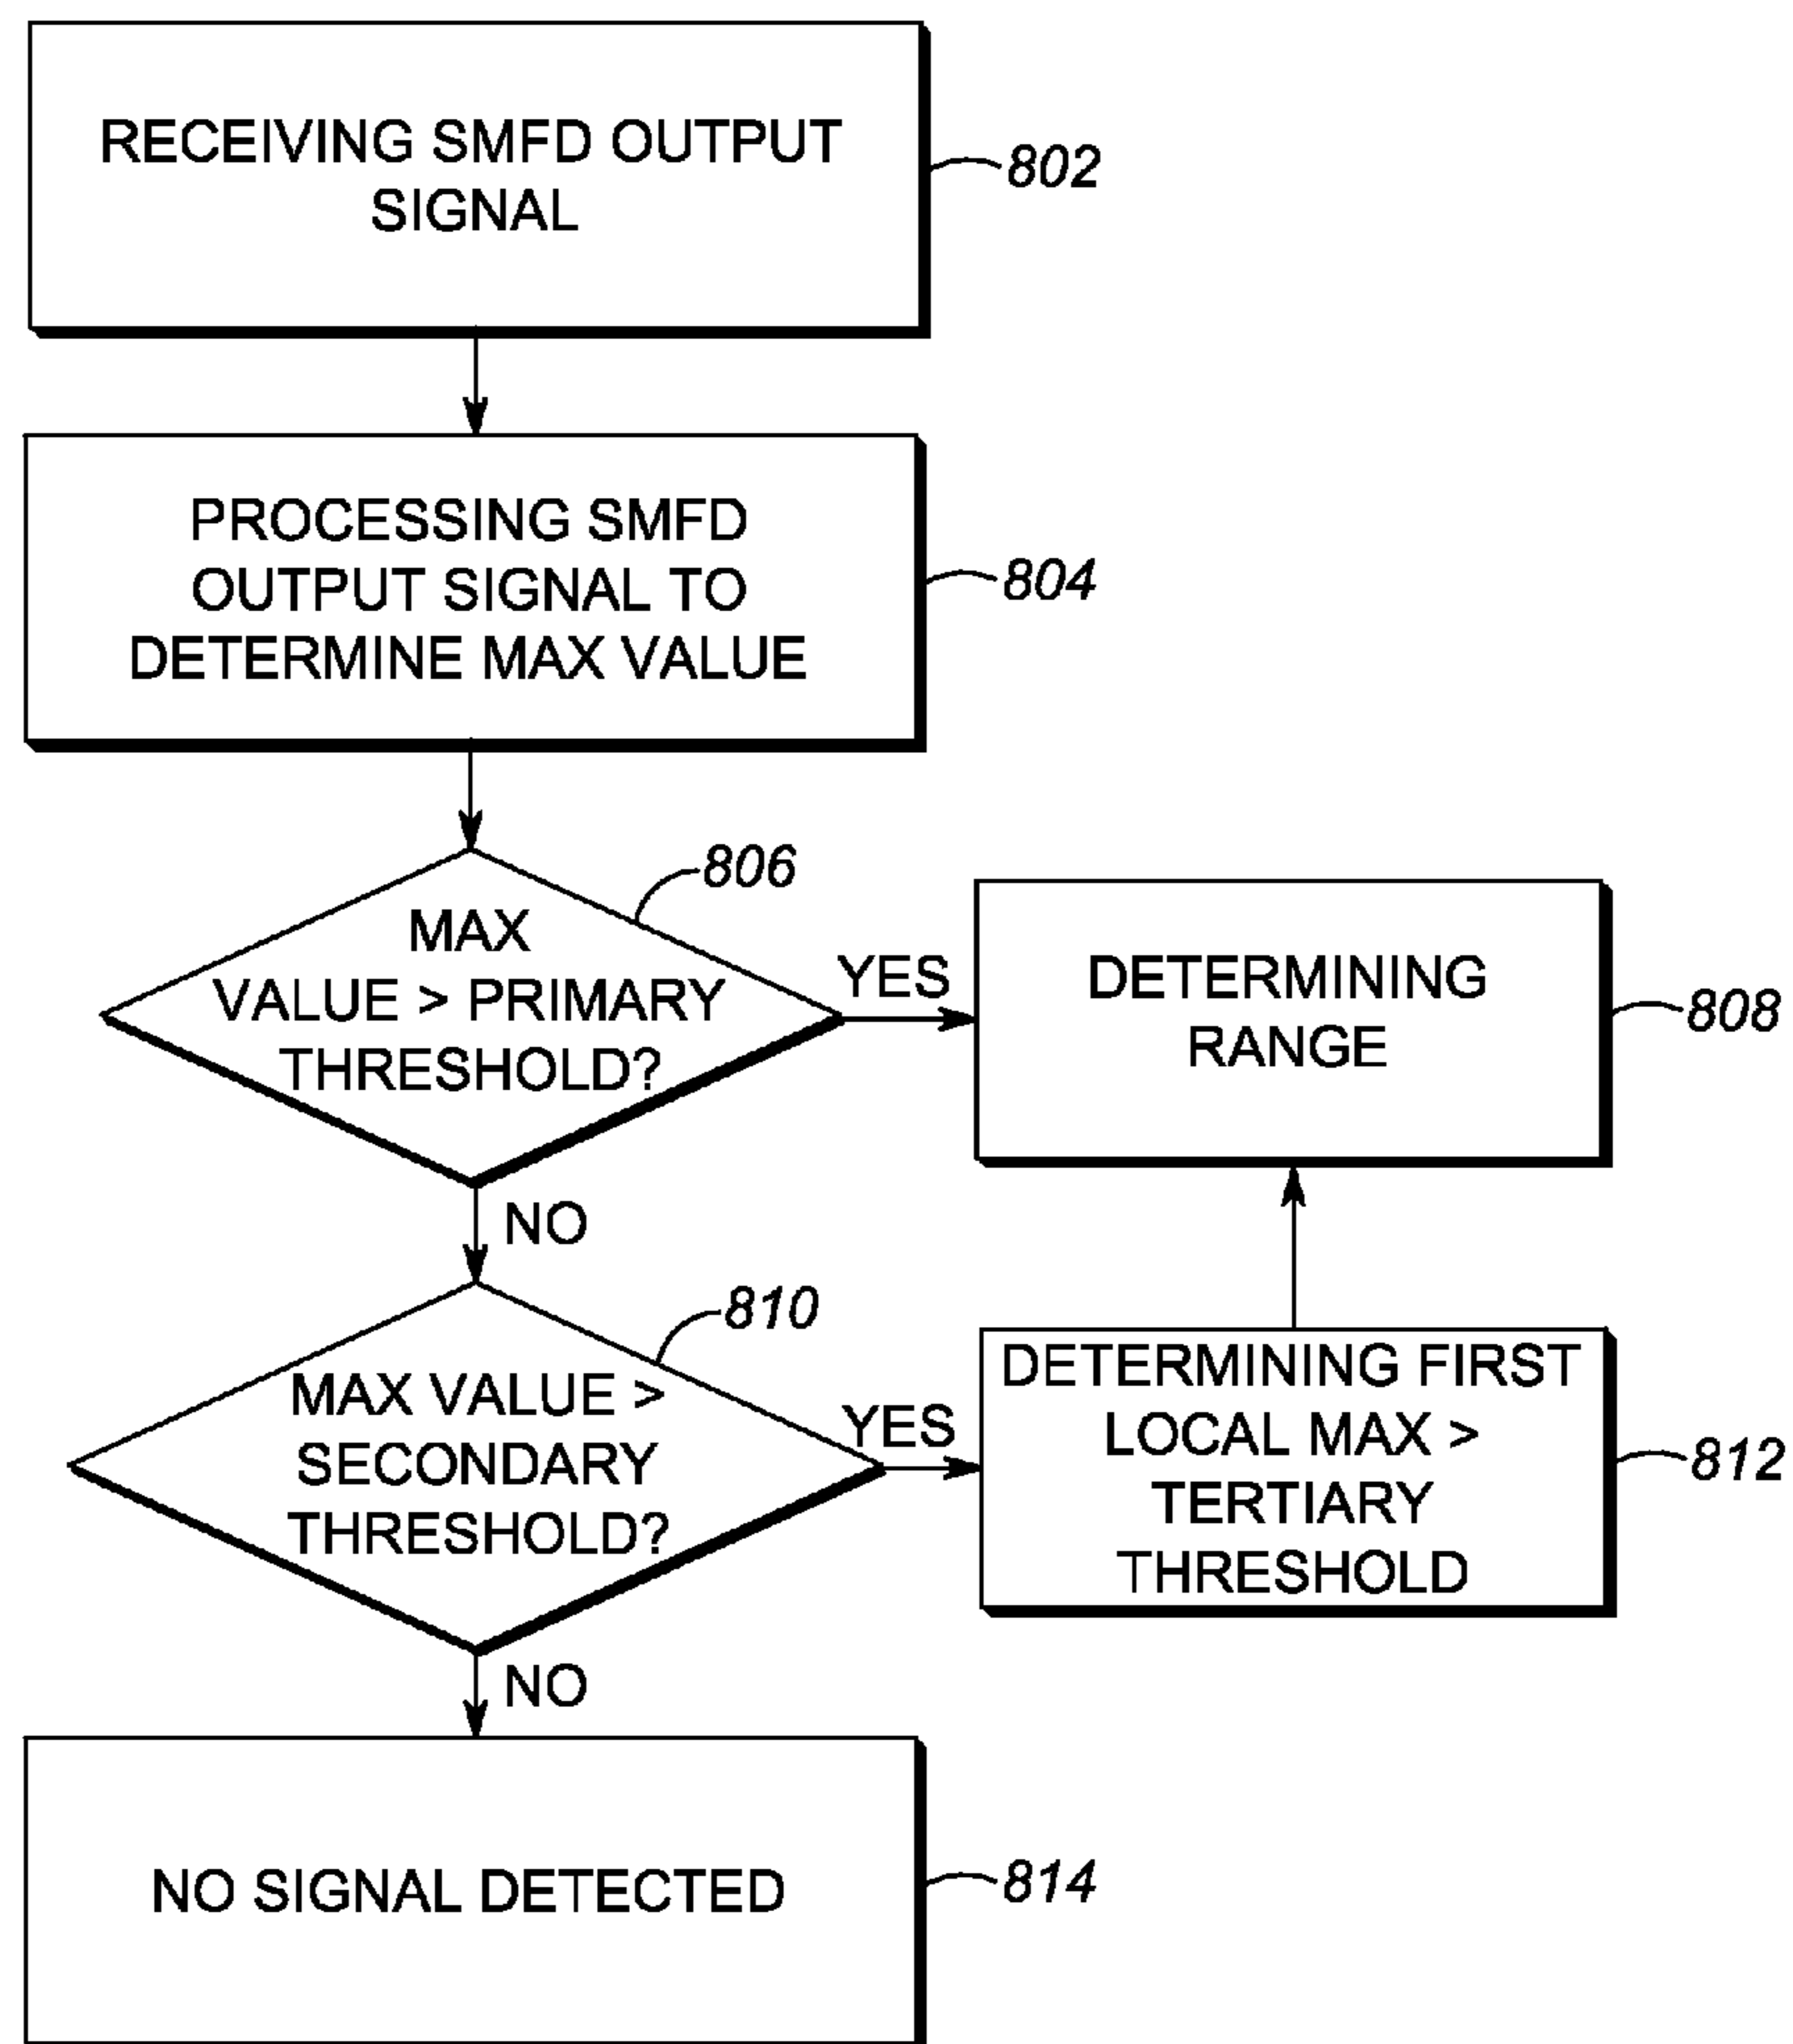 RECEIVING SMFD OUTPUT
SIGNAL
802
PROCESSING SMFD
OUTPUT SIGNAL TO
DETERMINE MAX VALUE
804
806
MAX
VALUE > PRIMARY
THRESHOLD?
YES
DETERMINING
RANGE
808
NO
810
MAX VALUE >
SECONDARY
THRESHOLD?
YES
DETERMINING FIRST
LOCAL MAX >
TERTIARY
THRESHOLD
812
NO
NO SIGNAL DETECTED
814